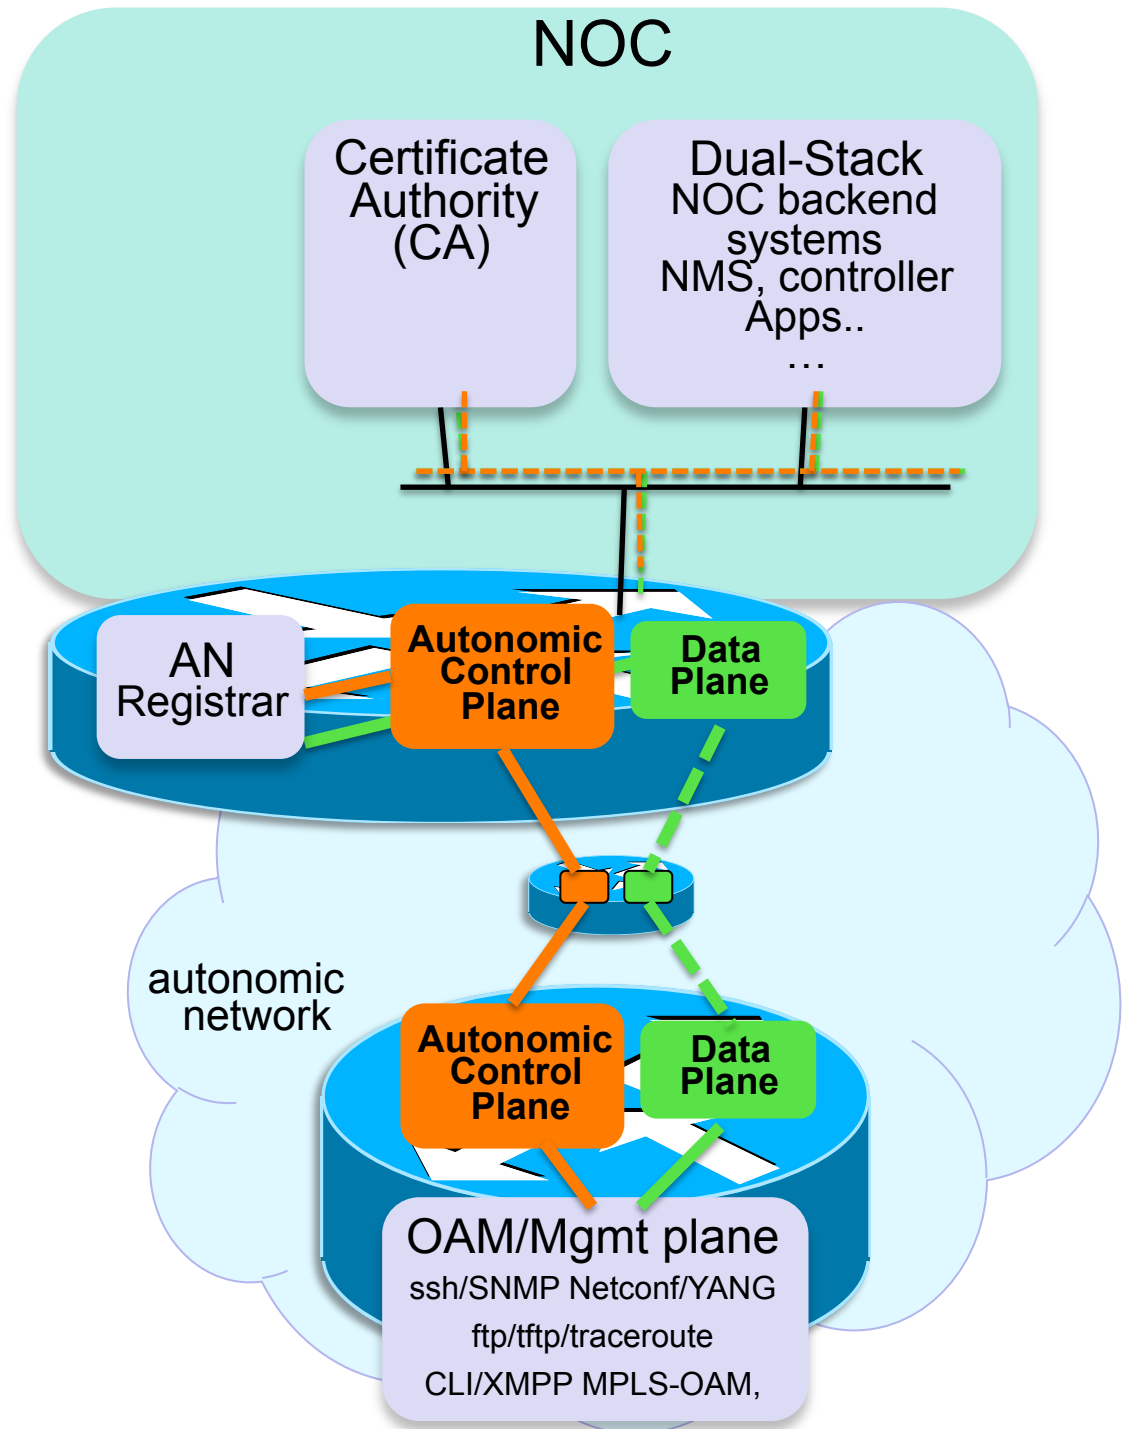 NOC
Certificate
Authority
(CA)
Dual-Stack
NOC backend
systems
NMS, controller
Apps..
...
AN
Registrar
Autonomic
Control
Plane
Data
Plane
autonomic
network
Autonomic
Control
Plane
Data
Plane
OAM/Mgmt plane
ssh/SNMP Netconf/YANG
ftp/tftp/traceroute
CLI/XMPP MPLS-OAM,